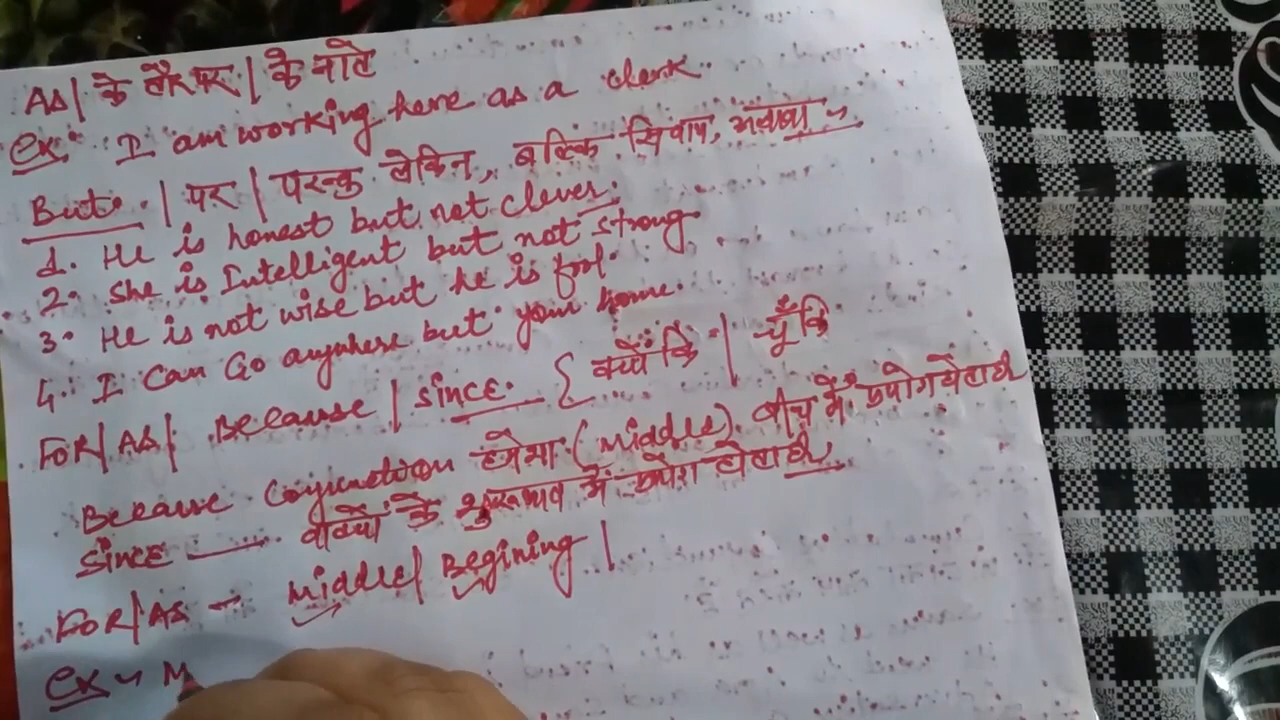 AS | के तौर पर | के नाते
Ex: I am working here as a clerk.
But. | पर | परन्तु लेकिन, बल्कि सिवाए, अलावा ~
1. He is honest but not clever.
2. She is Intelligent but not strong.
3. He is not wise but he is fool.
4. I can Go anywhere but your home.
FOR | AS | Because | since. { क्योंकि | चूँकि
Because Conjunction हमेशा (middle) बीच में प्रयोग होता है
since —— वाक्यों के शुरूआत में प्रयोग होता है
FOR/AS - Middle/ Begining |
Ex ~ M